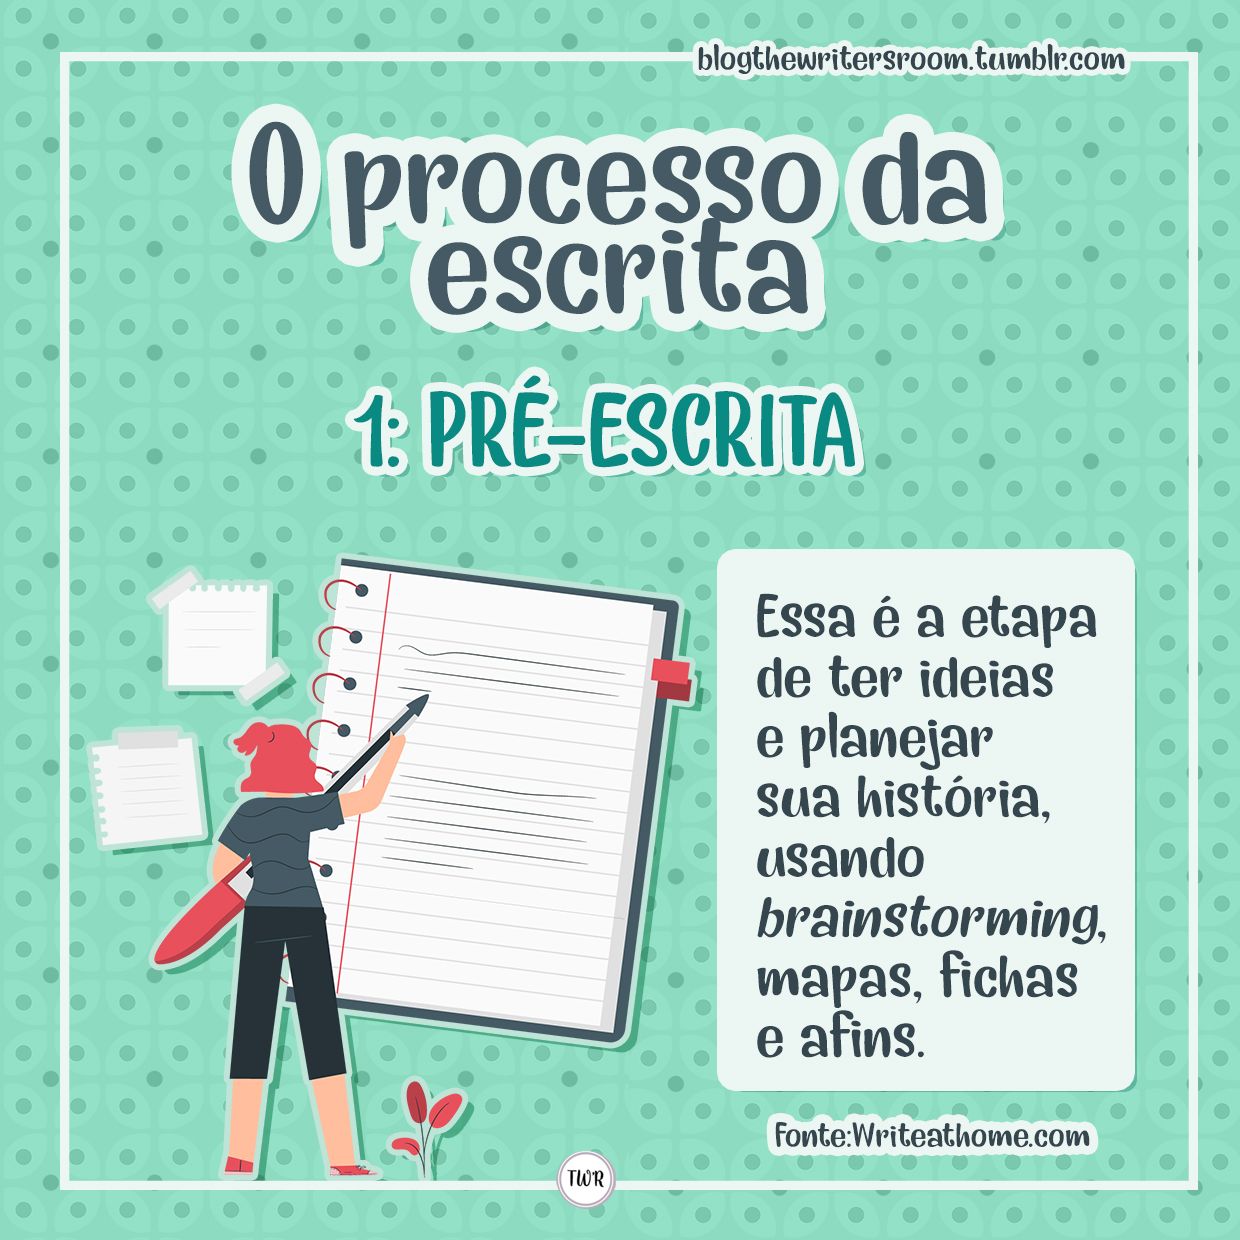 blogthewritersroom.tumblr.com
O processo da
escrita
1: PRÉ-ESCRITA
Essa é a etapa
de ter ideias
e planejar
sua história,
usando
brainstorming,
mapas, fichas
e afins.
Fonte:Writeathome.com
TWR